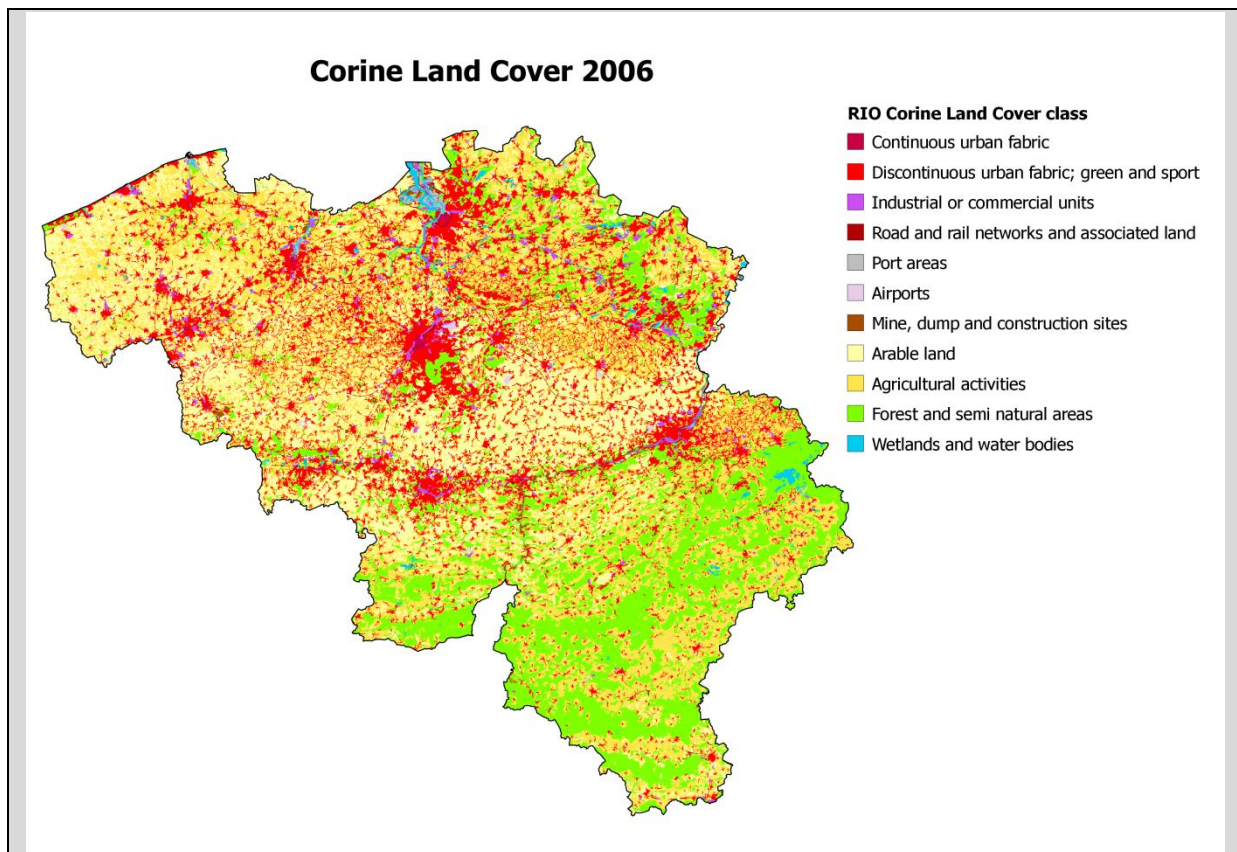 Corine Land Cover 2006
RIO Corine Land Cover class
Continuous urban fabric
Discontinuous urban fabric; green and sport
Industrial or commercial units
Road and rail networks and associated land
Port areas
Airports
Mine, dump and construction sites
Arable land
Agricultural activities
Forest and semi natural areas
Wetlands and water bodies